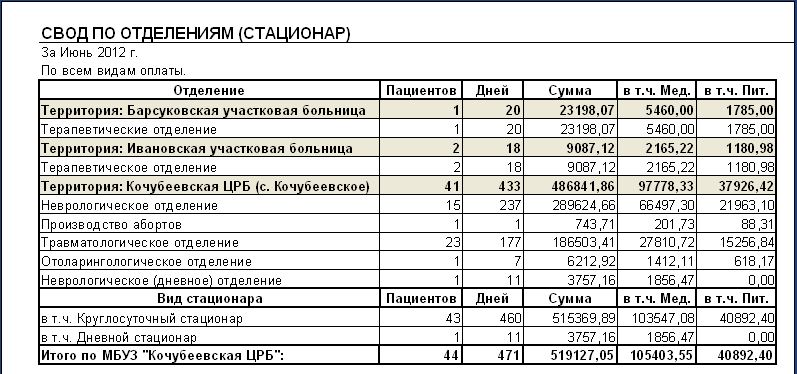 СВОД ПО ОТДЕЛЕНИЯМ (СТАЦИОНАР)
За Июнь 2012 г.
По всем видам оплаты.
Отделение Пациентов Дней Сумма в т.ч. Мед. в т.ч. Пит.
Территория: Барсуковская участковая больница 1 20 23198,07 5460,00 1785,00
Терапевтические отделение 1 20 23198,07 5460,00 1785,00
Территория: Ивановская участковая больница 2 18 9087,12 2165,22 1180,98
Терапевтическое отделение 2 18 9087,12 2165,22 1180,98
Территория: Кочубеевская ЦРБ (с. Кочубеевское) 41 433 486841,86 97778,33 37926,42
Неврологическое отделение 15 237 289624,66 66497,30 21963,10
Производство абортов 1 1 743,71 201,73 88,31
Травматологическое отделение 23 177 186503,41 27810,72 15256,84
Отоларингологическое отделение 1 7 6212,92 1412,11 618,17
Неврологическое (дневное) отделение 1 11 3757,16 1856,47 0,00
Вид стационара Пациентов Дней Сумма в т.ч. Мед. в т.ч. Пит.
в т.ч. Круглосуточный стационар 43 460 515369,89 103547,08 40892,40
в т.ч. Дневной стационар 1 11 3757,16 1856,47 0,00
Итого по МБУЗ "Кочубеевская ЦРБ": 44 471 519127,05 105403,55 40892,40